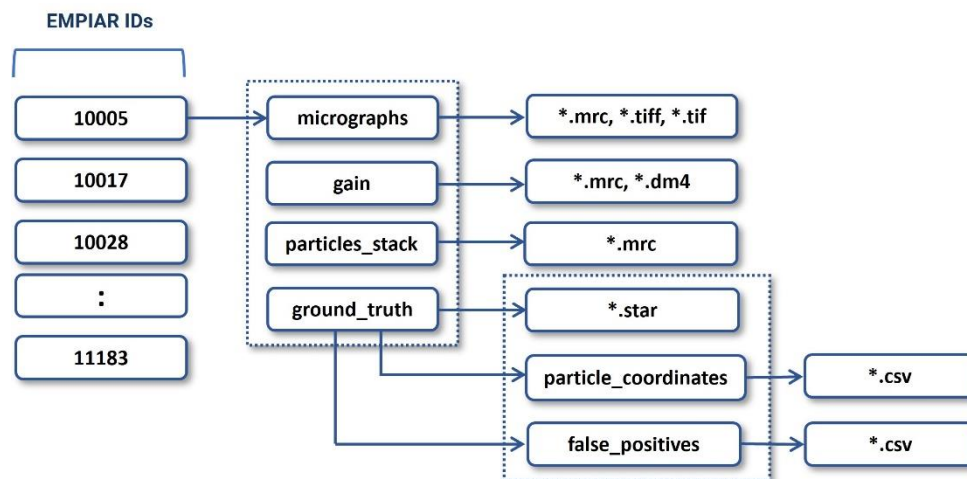 EMPIAR IDs
10005
micrographs
*.mrc, *.tiff, *.tif
10017
gain
*.mrc, *.dm4
10028
particles_stack
*.mrc
:
ground_truth
*.star
11183
particle_coordinates
*.csv
false_positives
*.csv